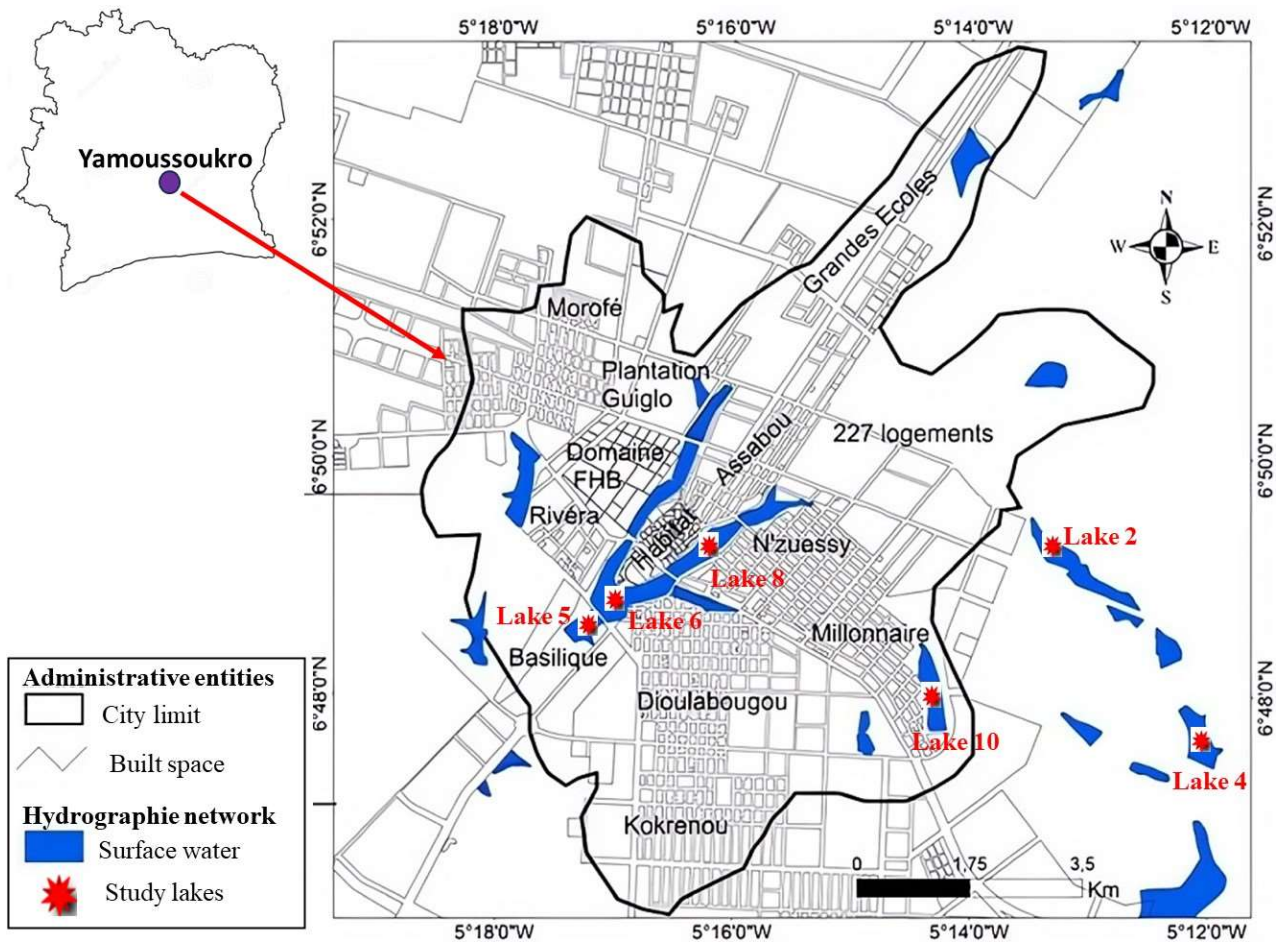 5°18'0"W 5°16'0"W 5°14'0"W 5°12'0"W
Yamoussoukro
6°52'0"N
6°52'0"N
N
W E
S
Grandes Ecoles
Morofé
Plantation
Guiglo
Assabou
227 logements
6°50'0"N
6°50'0"N
Domaine
FHB
Rivéra
Habitat
N'zuessy
Lake 2
Lake 8
Lake 5
Lake 6
Basilique
Millonnaire
6°48'0"N
6°48'0"N
Dioulabougou
Lake 10
Lake 4
Kokrenou
Administrative entities
City limit
Built space
Hydrographie network
Surface water
Study lakes
0 1,75 3,5
Km
5°18'0"W 5°16'0"W 5°14'0"W 5°12'0"W